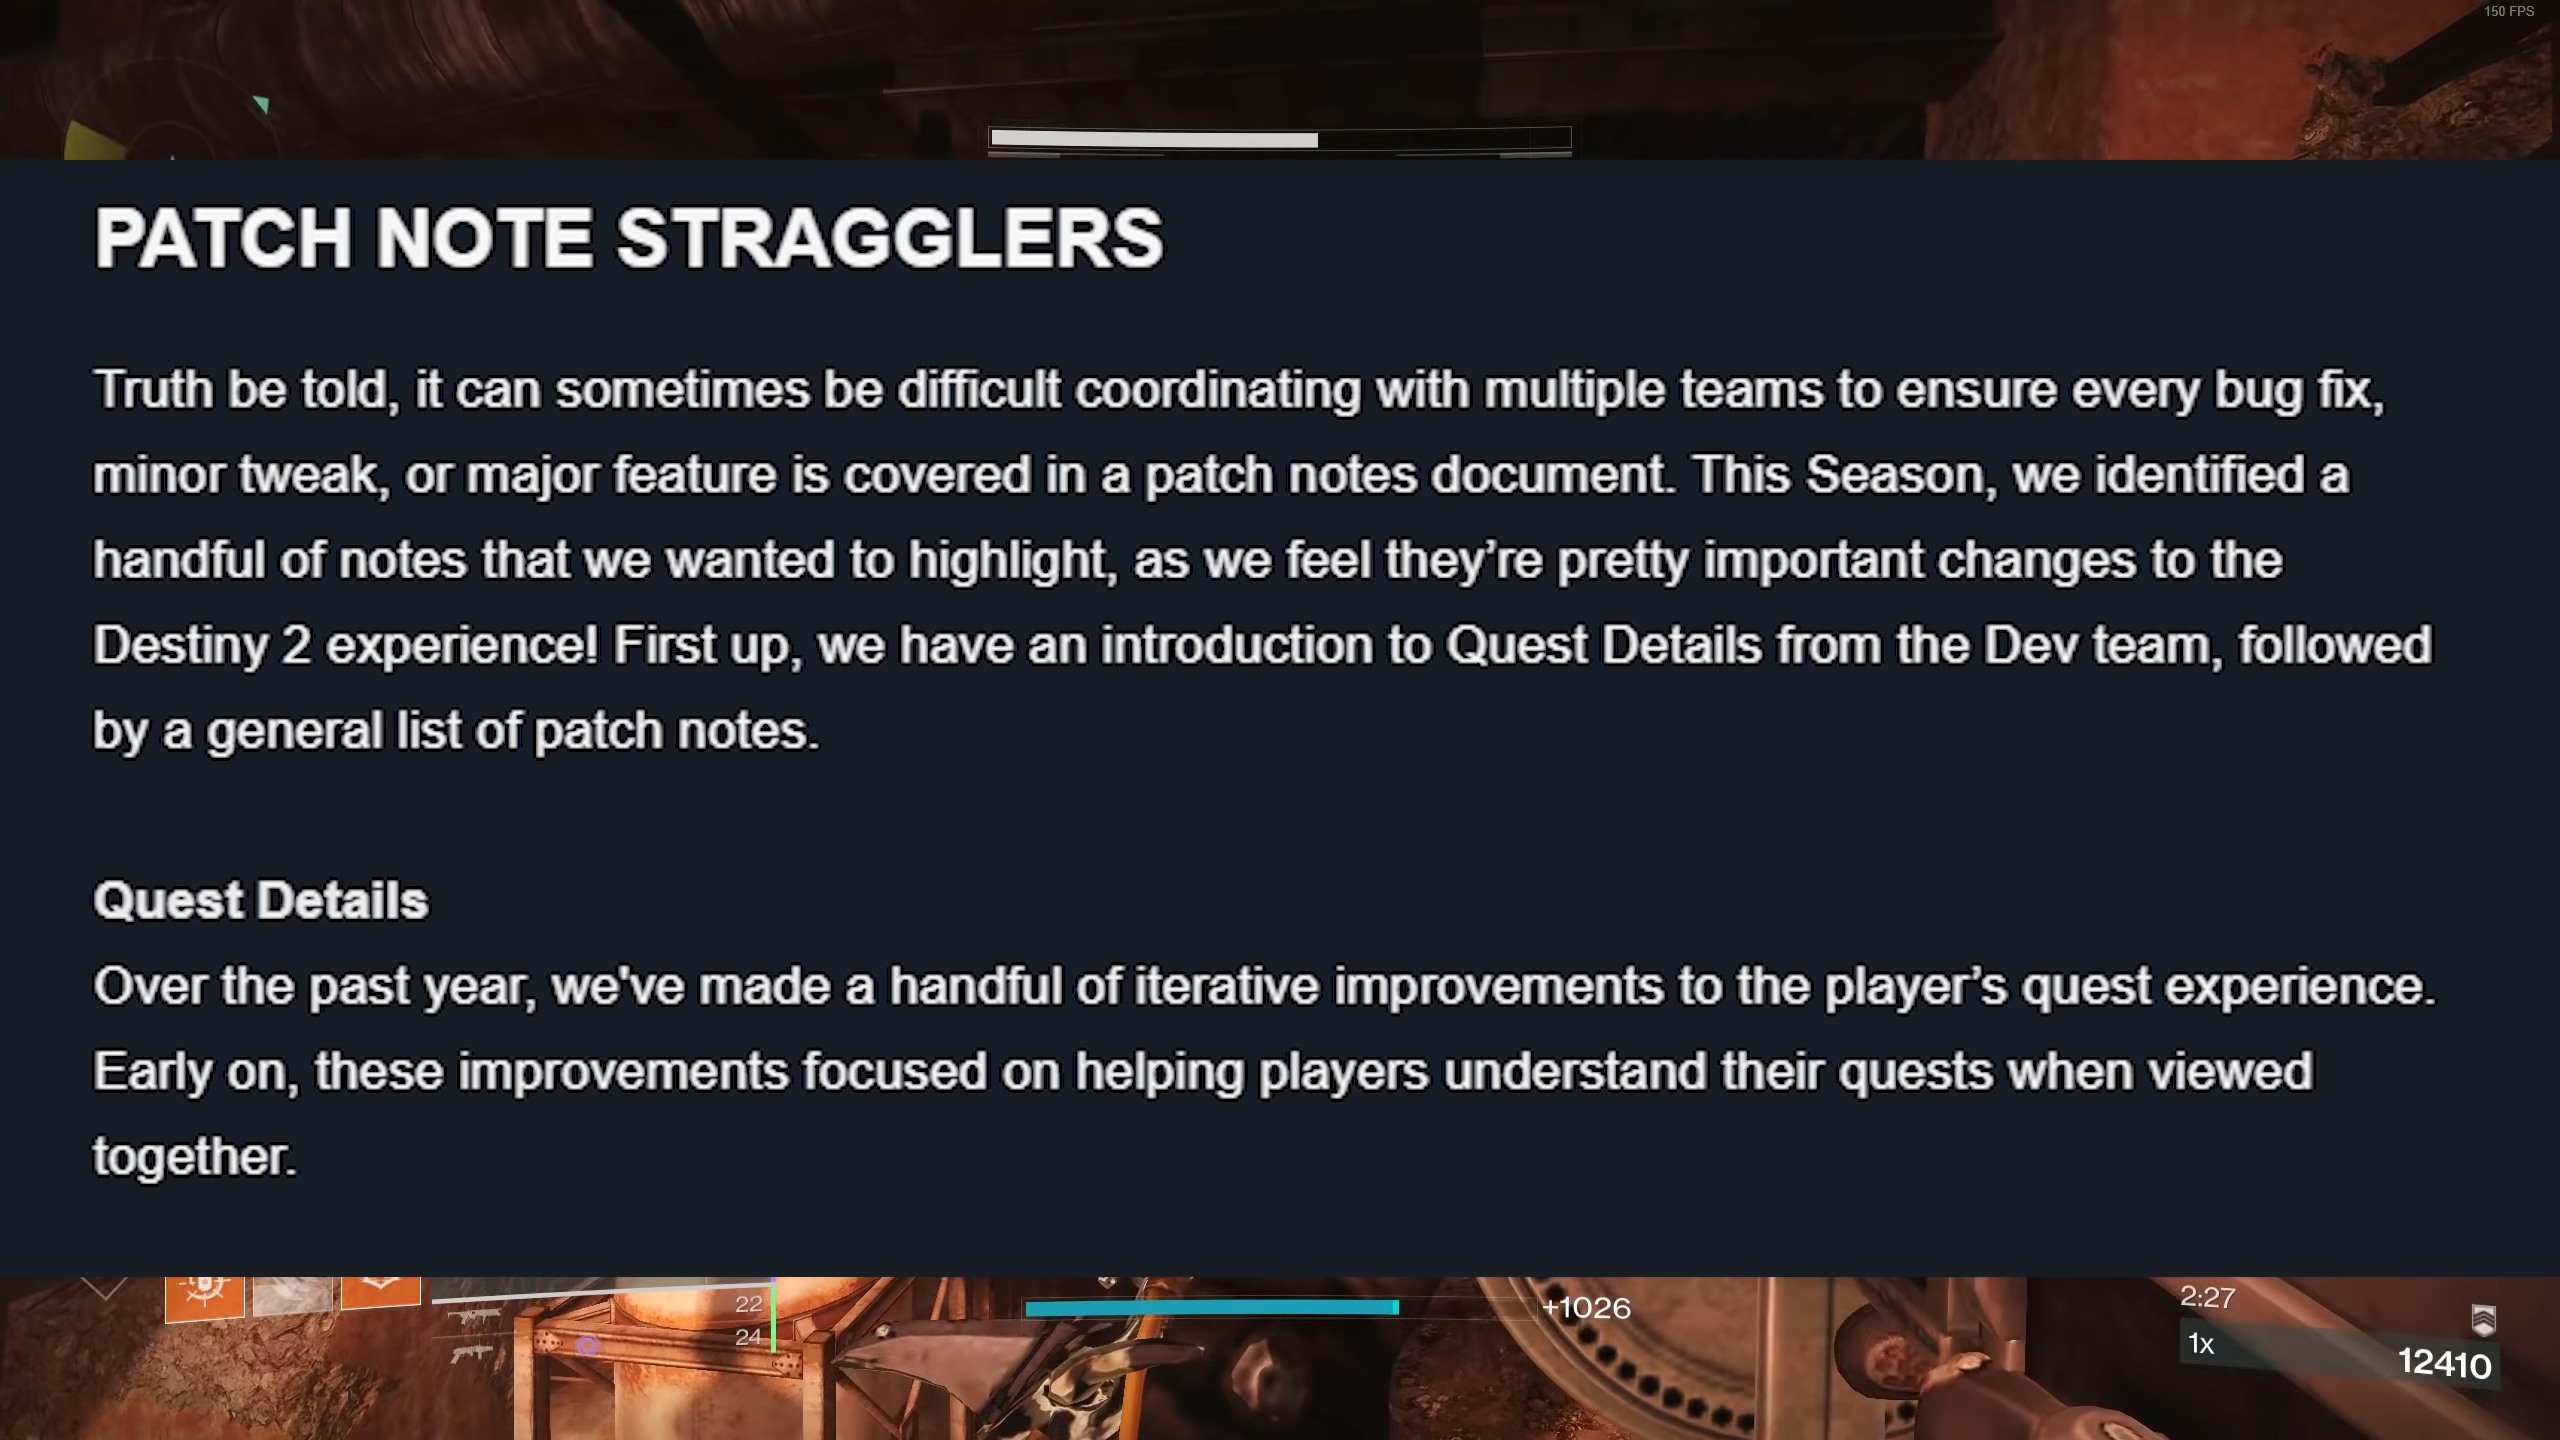 150 FPS
PATCH NOTE STRAGGLERS
Truth be told, it can sometimes be difficult coordinating with multiple teams to ensure every bug fix,
minor tweak, or major feature is covered in a patch notes document. This Season, we identified a
handful of notes that we wanted to highlight, as we feel they’re pretty important changes to the
Destiny 2 experience! First up, we have an introduction to Quest Details from the Dev team, followed
by a general list of patch notes.
Quest Details
Over the past year, we've made a handful of iterative improvements to the player’s quest experience.
Early on, these improvements focused on helping players understand their quests when viewed
together.
22
24
+1026
2:27
1x
12410